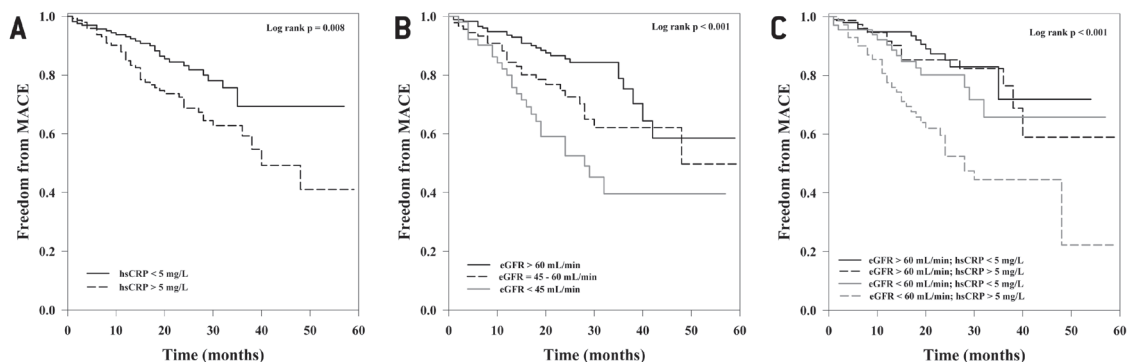 A
Log rank p = 0.008
Freedom from MACE
1.0
0.8
0.6
0.4
0.2
0.0
hsCRP < 5 mg/L
hsCRP > 5 mg/L
0 10 20 30 40 50 60
Time (months)
B
Log rank p < 0.001
Freedom from MACE
1.0
0.8
0.6
0.4
0.2
0.0
eGFR > 60 mL/min
eGFR = 45 - 60 mL/min
eGFR < 45 mL/min
0 10 20 30 40 50 60
Time (months)
C
Log rank p < 0.001
Freedom from MACE
1.0
0.8
0.6
0.4
0.2
0.0
eGFR > 60 mL/min; hsCRP < 5 mg/L
eGFR > 60 mL/min; hsCRP > 5 mg/L
eGFR < 60 mL/min; hsCRP < 5 mg/L
eGFR < 60 mL/min; hsCRP > 5 mg/L
0 10 20 30 40 50 60
Time (months)